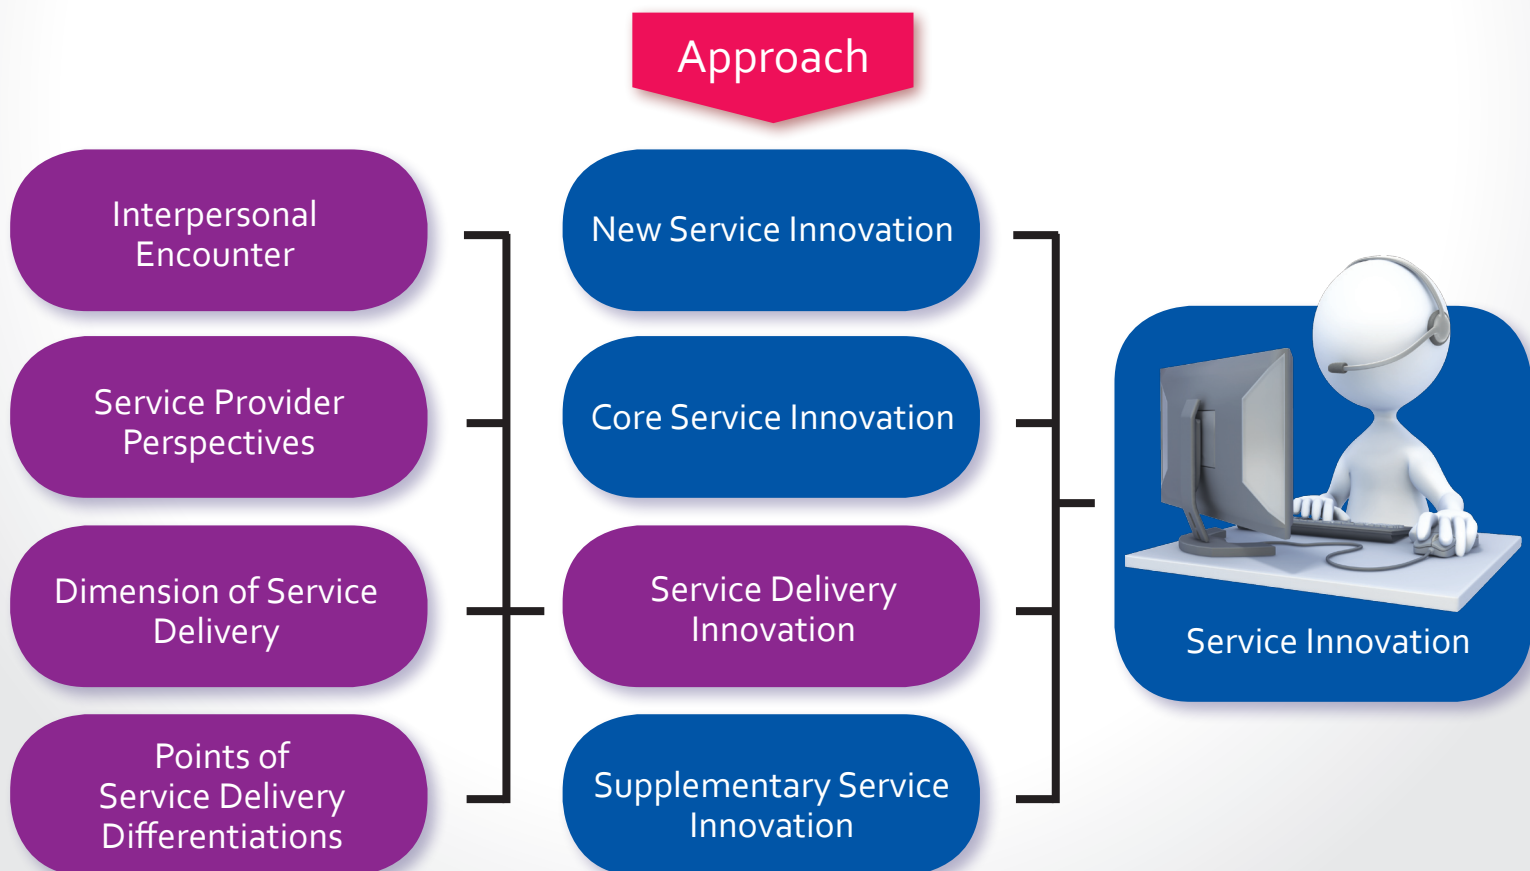 Approach
Interpersonal
Encounter
Service Provider
Perspectives
Dimension of Service
Delivery
Points of
Service Delivery
Differentiations
New Service Innovation
Core Service Innovation
Service Delivery
Innovation
Supplementary Service
Innovation
Service Innovation